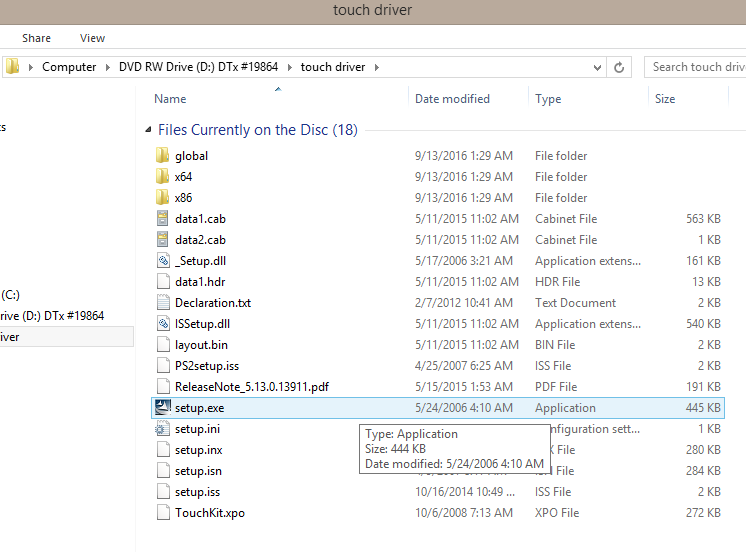 touch driver
Share View
Computer DVD RW Drive (D:) DTx #19864 touch driver Search touch drive
Name Date modified Type Size
Files Currently on the Disc (18)
global 9/13/2016 1:29 AM File folder
x64 9/13/2016 1:29 AM File folder
x86 9/13/2016 1:29 AM File folder
data1.cab 5/11/2015 11:02 AM Cabinet File 563 KB
data2.cab 5/11/2015 11:02 AM Cabinet File 1 KB
_Setup.dll 5/17/2006 3:21 AM Application extens... 161 KB
data1.hdr 5/11/2015 11:02 AM HDR File 13 KB
(C:) Declaration.txt 2/7/2012 10:41 AM Text Document 2 KB
rive (D:) DTx #19864 ISSetup.dll 5/11/2015 11:02 AM Application extens... 540 KB
iver layout.bin 5/11/2015 11:02 AM BIN File 2 KB
PS2setup.iss 4/25/2007 6:25 AM ISS File 2 KB
ReleaseNote_5.13.0.13911.pdf 5/15/2015 1:53 AM PDF File 191 KB
setup.exe 5/24/2006 4:10 AM Application 445 KB
setup.ini onfiguration sett... 1 KB
Type: Application
Size: 444 KB
Date modified: 5/24/2006 4:10 AM
setup.inx File 280 KB
setup.isn File 284 KB
setup.iss 10/16/2014 10:49 ... ISS File 2 KB
TouchKit.xpo 10/6/2008 7:13 AM XPO File 272 KB